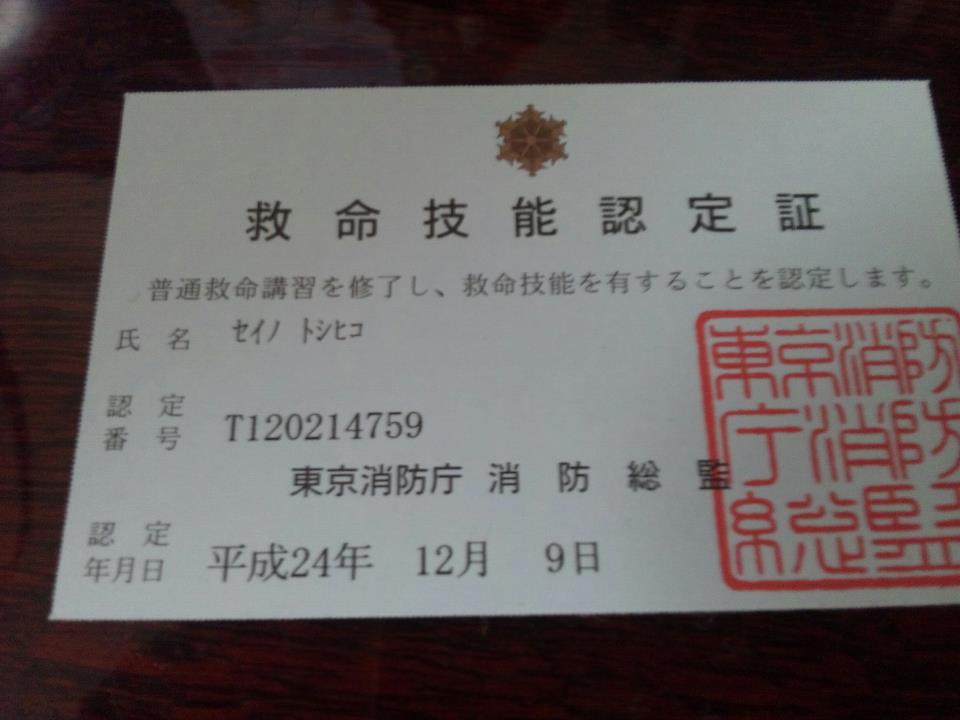 救命技能認定証
普通救命講習を修了し、救命技能を有することを認定します。
氏名 ｾｲﾉ ﾄｼﾋｺ
認定番号 T120214759
東京消防庁 消防総監
認定年月日 平成24年 12月 9日
東京消防
庁消防
総監